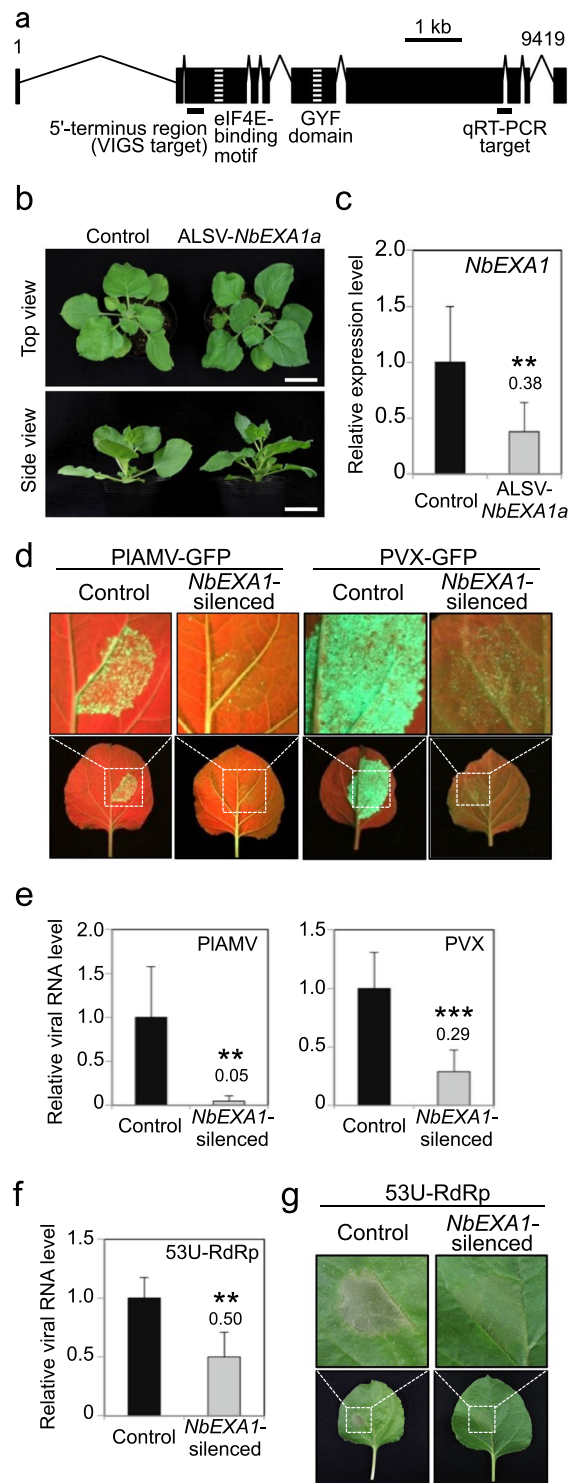 a
1 kb
1
9419
5'-terminus region
(VIGS target)
eIF4E-
binding
motif
GYF
domain
qRT-PCR
target
b
Control
ALSV-NbEXA1a
Top view
Side view
c
Relative expression level
2.0
1.5
1.0
0.5
0
NbEXA1
**
0.38
Control
ALSV-
NbEXA1a
d
PlAMV-GFP
PVX-GFP
Control
NbEXA1-
silenced
Control
NbEXA1-
silenced
e
Relative viral RNA level
2.0
1.5
1.0
0.5
0
PlAMV
**
0.05
Control
NbEXA1-
silenced
1.5
1.0
0.5
0
PVX
***
0.29
Control
NbEXA1-
silenced
f
Relative viral RNA level
1.5
1.0
0.5
0
53U-RdRp
**
0.50
Control
NbEXA1-
silenced
g
53U-RdRp
Control
NbEXA1-
silenced